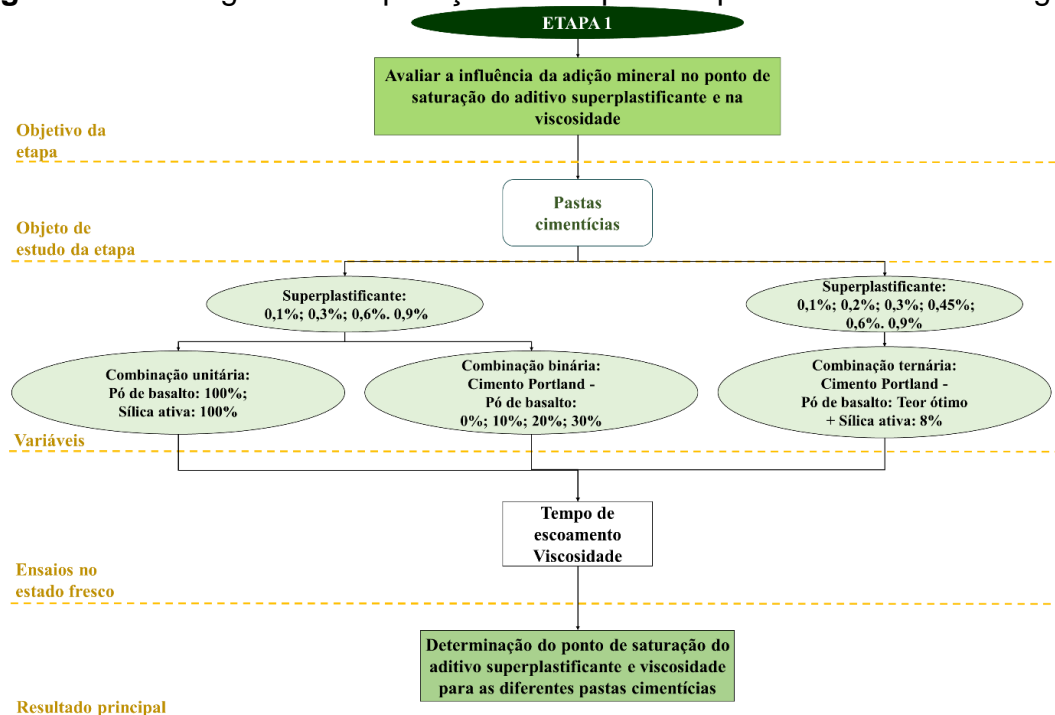 ETAPA 1
Avaliar a influência da adição mineral no ponto de
saturação do aditivo superplastificante e na
viscosidade
Objetivo da
etapa
Pastas
cimentícias
Objeto de
estudo da etapa
Superplastificante:
0,1%; 0,3%; 0,6%. 0,9%
Superplastificante:
0,1%; 0,2%; 0,3%; 0,45%;
0,6%. 0,9%
Combinação unitária:
Pó de basalto: 100%;
Sílica ativa: 100%
Combinação binária:
Cimento Portland -
Pó de basalto:
0%; 10%; 20%; 30%
Combinação ternária:
Cimento Portland -
Pó de basalto: Teor ótimo
+ Sílica ativa: 8%
Variáveis
Tempo de
escoamento
Viscosidade
Ensaios no
estado fresco
Determinação do ponto de saturação do
aditivo superplastificante e viscosidade
para as diferentes pastas cimentícias
Resultado principal